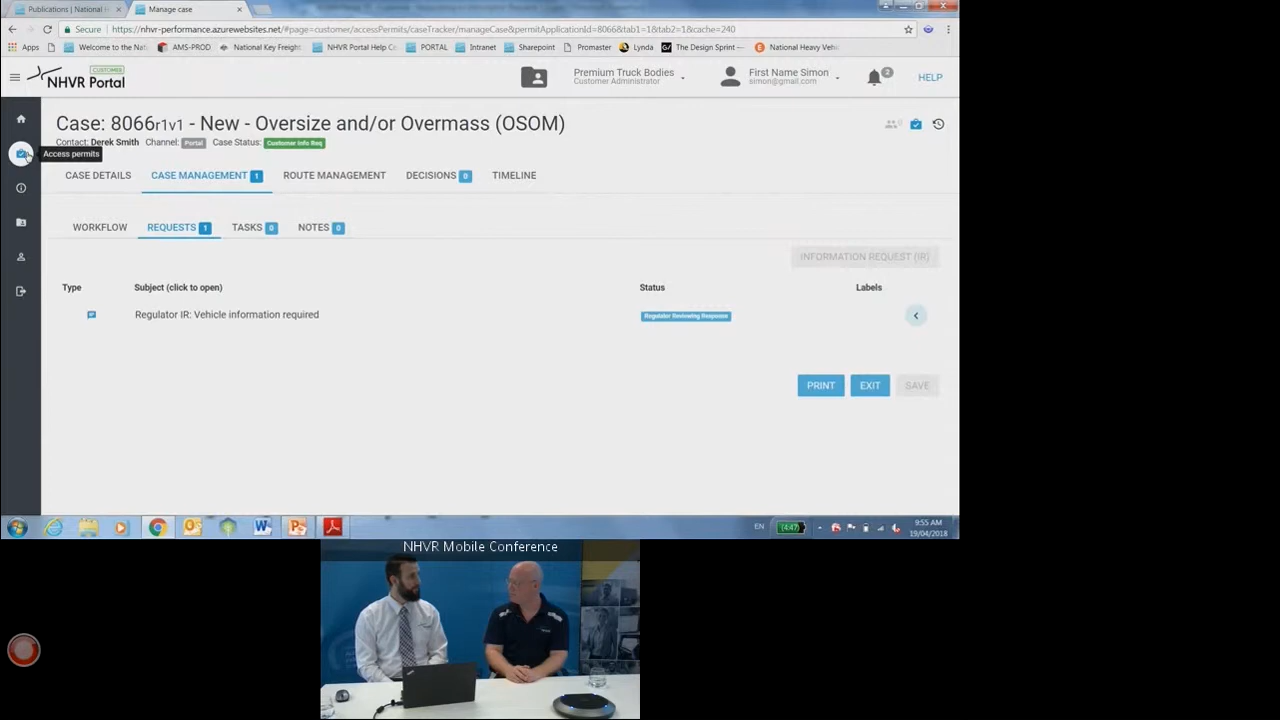 Publications | National H
Manage case
Secure | https://nhvr-performance.azurewebsites.net/#page=customer/accessPermits/caseTracker/manageCase&permitApplicationId=8066&tab1=1&tab2=1&cache=240
Apps Welcome to the Nati AMS-PROD National Key Freight NHVR Portal Help Ce PORTAL Intranet Sharepoint Promaster Lynda The Design Sprint —… National Heavy Vehic
CUSTOMER
NHVR Portal
Premium Truck Bodies
Customer Administrator
First Name Simon
simon@gmail.com
2
HELP
Case: 8066r1v1 - New - Oversize and/or Overmass (OSOM)
Contact: Derek Smith Channel: Portal Case Status: Customer Info Req
Access permits
CASE DETAILS CASE MANAGEMENT 1 ROUTE MANAGEMENT DECISIONS 0 TIMELINE
WORKFLOW REQUESTS 1 TASKS 0 NOTES 0
INFORMATION REQUEST (IR)
Type Subject (click to open) Status Labels
Regulator IR: Vehicle information required Regulator Reviewing Response
PRINT EXIT SAVE
EN (4:47) 9:55 AM
19/04/2018
NHVR Mobile Conference